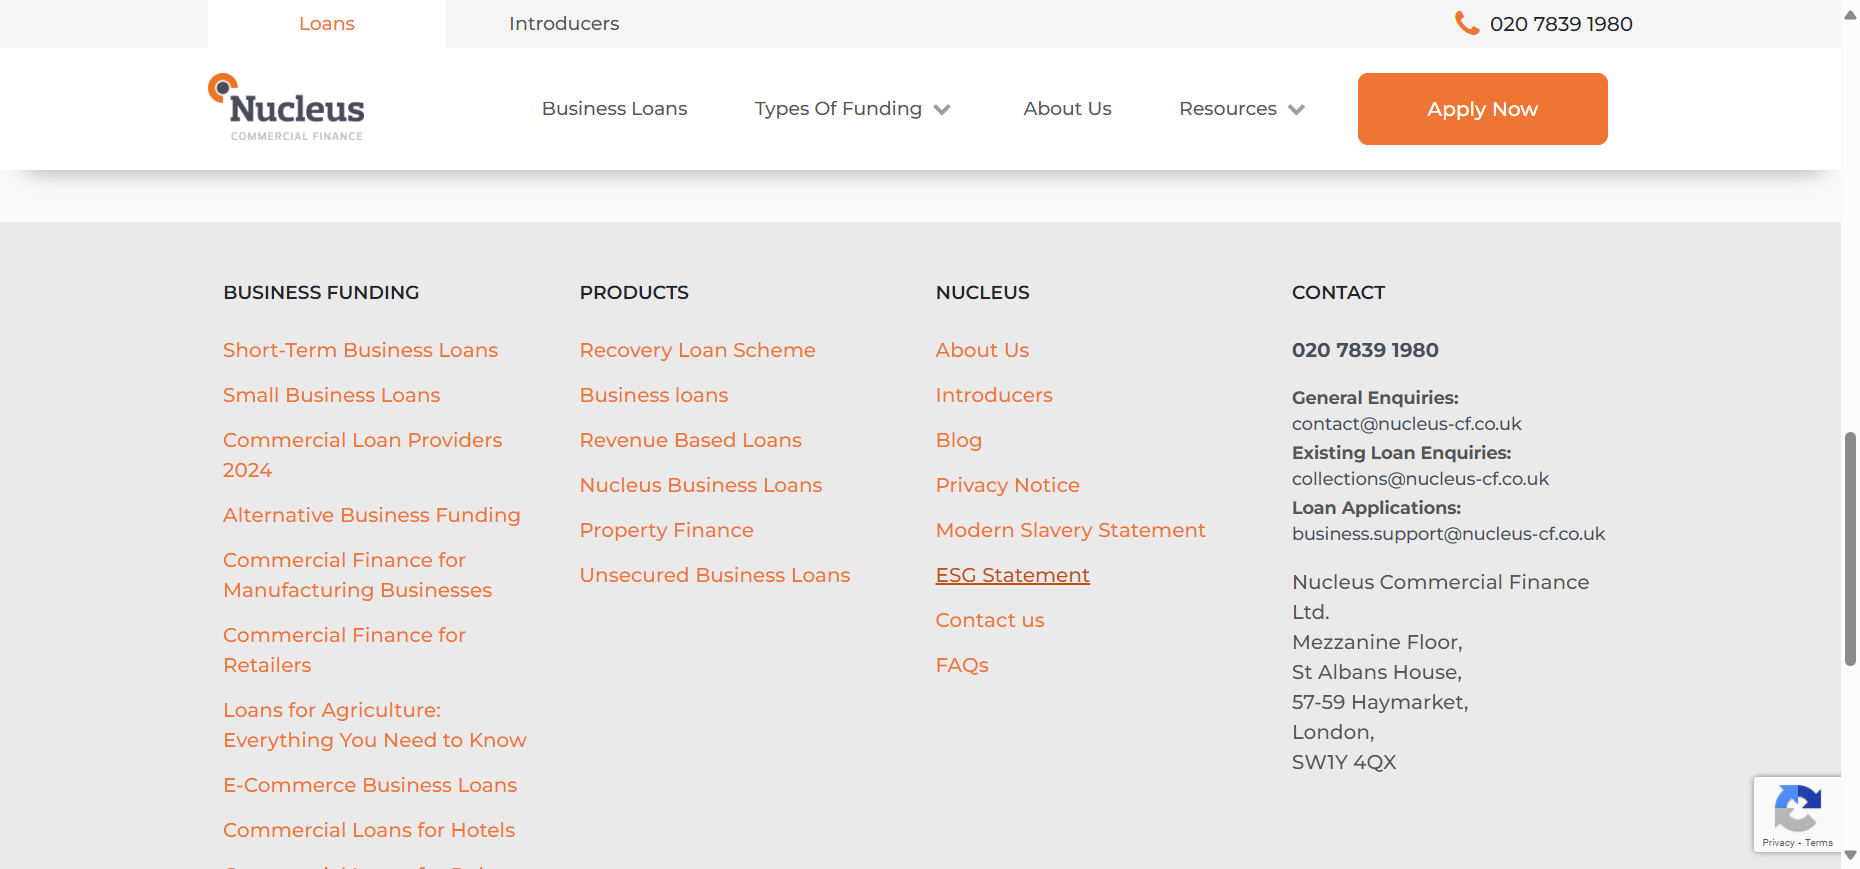 Loans
Introducers
020 7839 1980
Nucleus
COMMERCIAL FINANCE
Business Loans
Types Of Funding
About Us
Resources
Apply Now
BUSINESS FUNDING
Short-Term Business Loans
Small Business Loans
Commercial Loan Providers
2024
Alternative Business Funding
Commercial Finance for
Manufacturing Businesses
Commercial Finance for
Retailers
Loans for Agriculture:
Everything You Need to Know
E-Commerce Business Loans
Commercial Loans for Hotels
PRODUCTS
Recovery Loan Scheme
Business loans
Revenue Based Loans
Nucleus Business Loans
Property Finance
Unsecured Business Loans
NUCLEUS
About Us
Introducers
Blog
Privacy Notice
Modern Slavery Statement
ESG Statement
Contact us
FAQs
CONTACT
020 7839 1980
General Enquiries:
contact@nucleus-cf.co.uk
Existing Loan Enquiries:
collections@nucleus-cf.co.uk
Loan Applications:
business.support@nucleus-cf.co.uk
Nucleus Commercial Finance
Ltd.
Mezzanine Floor,
St Albans House,
57-59 Haymarket,
London,
SW1Y 4QX
Privacy - Terms